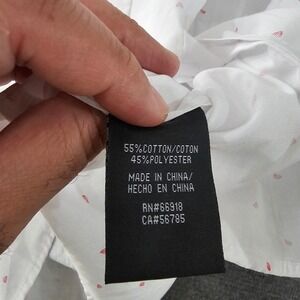 55%COTTON/COTON
45%POLYESTER
MADE IN CHINA/
HECHO EN CHINA
RN#66918
CA#56785